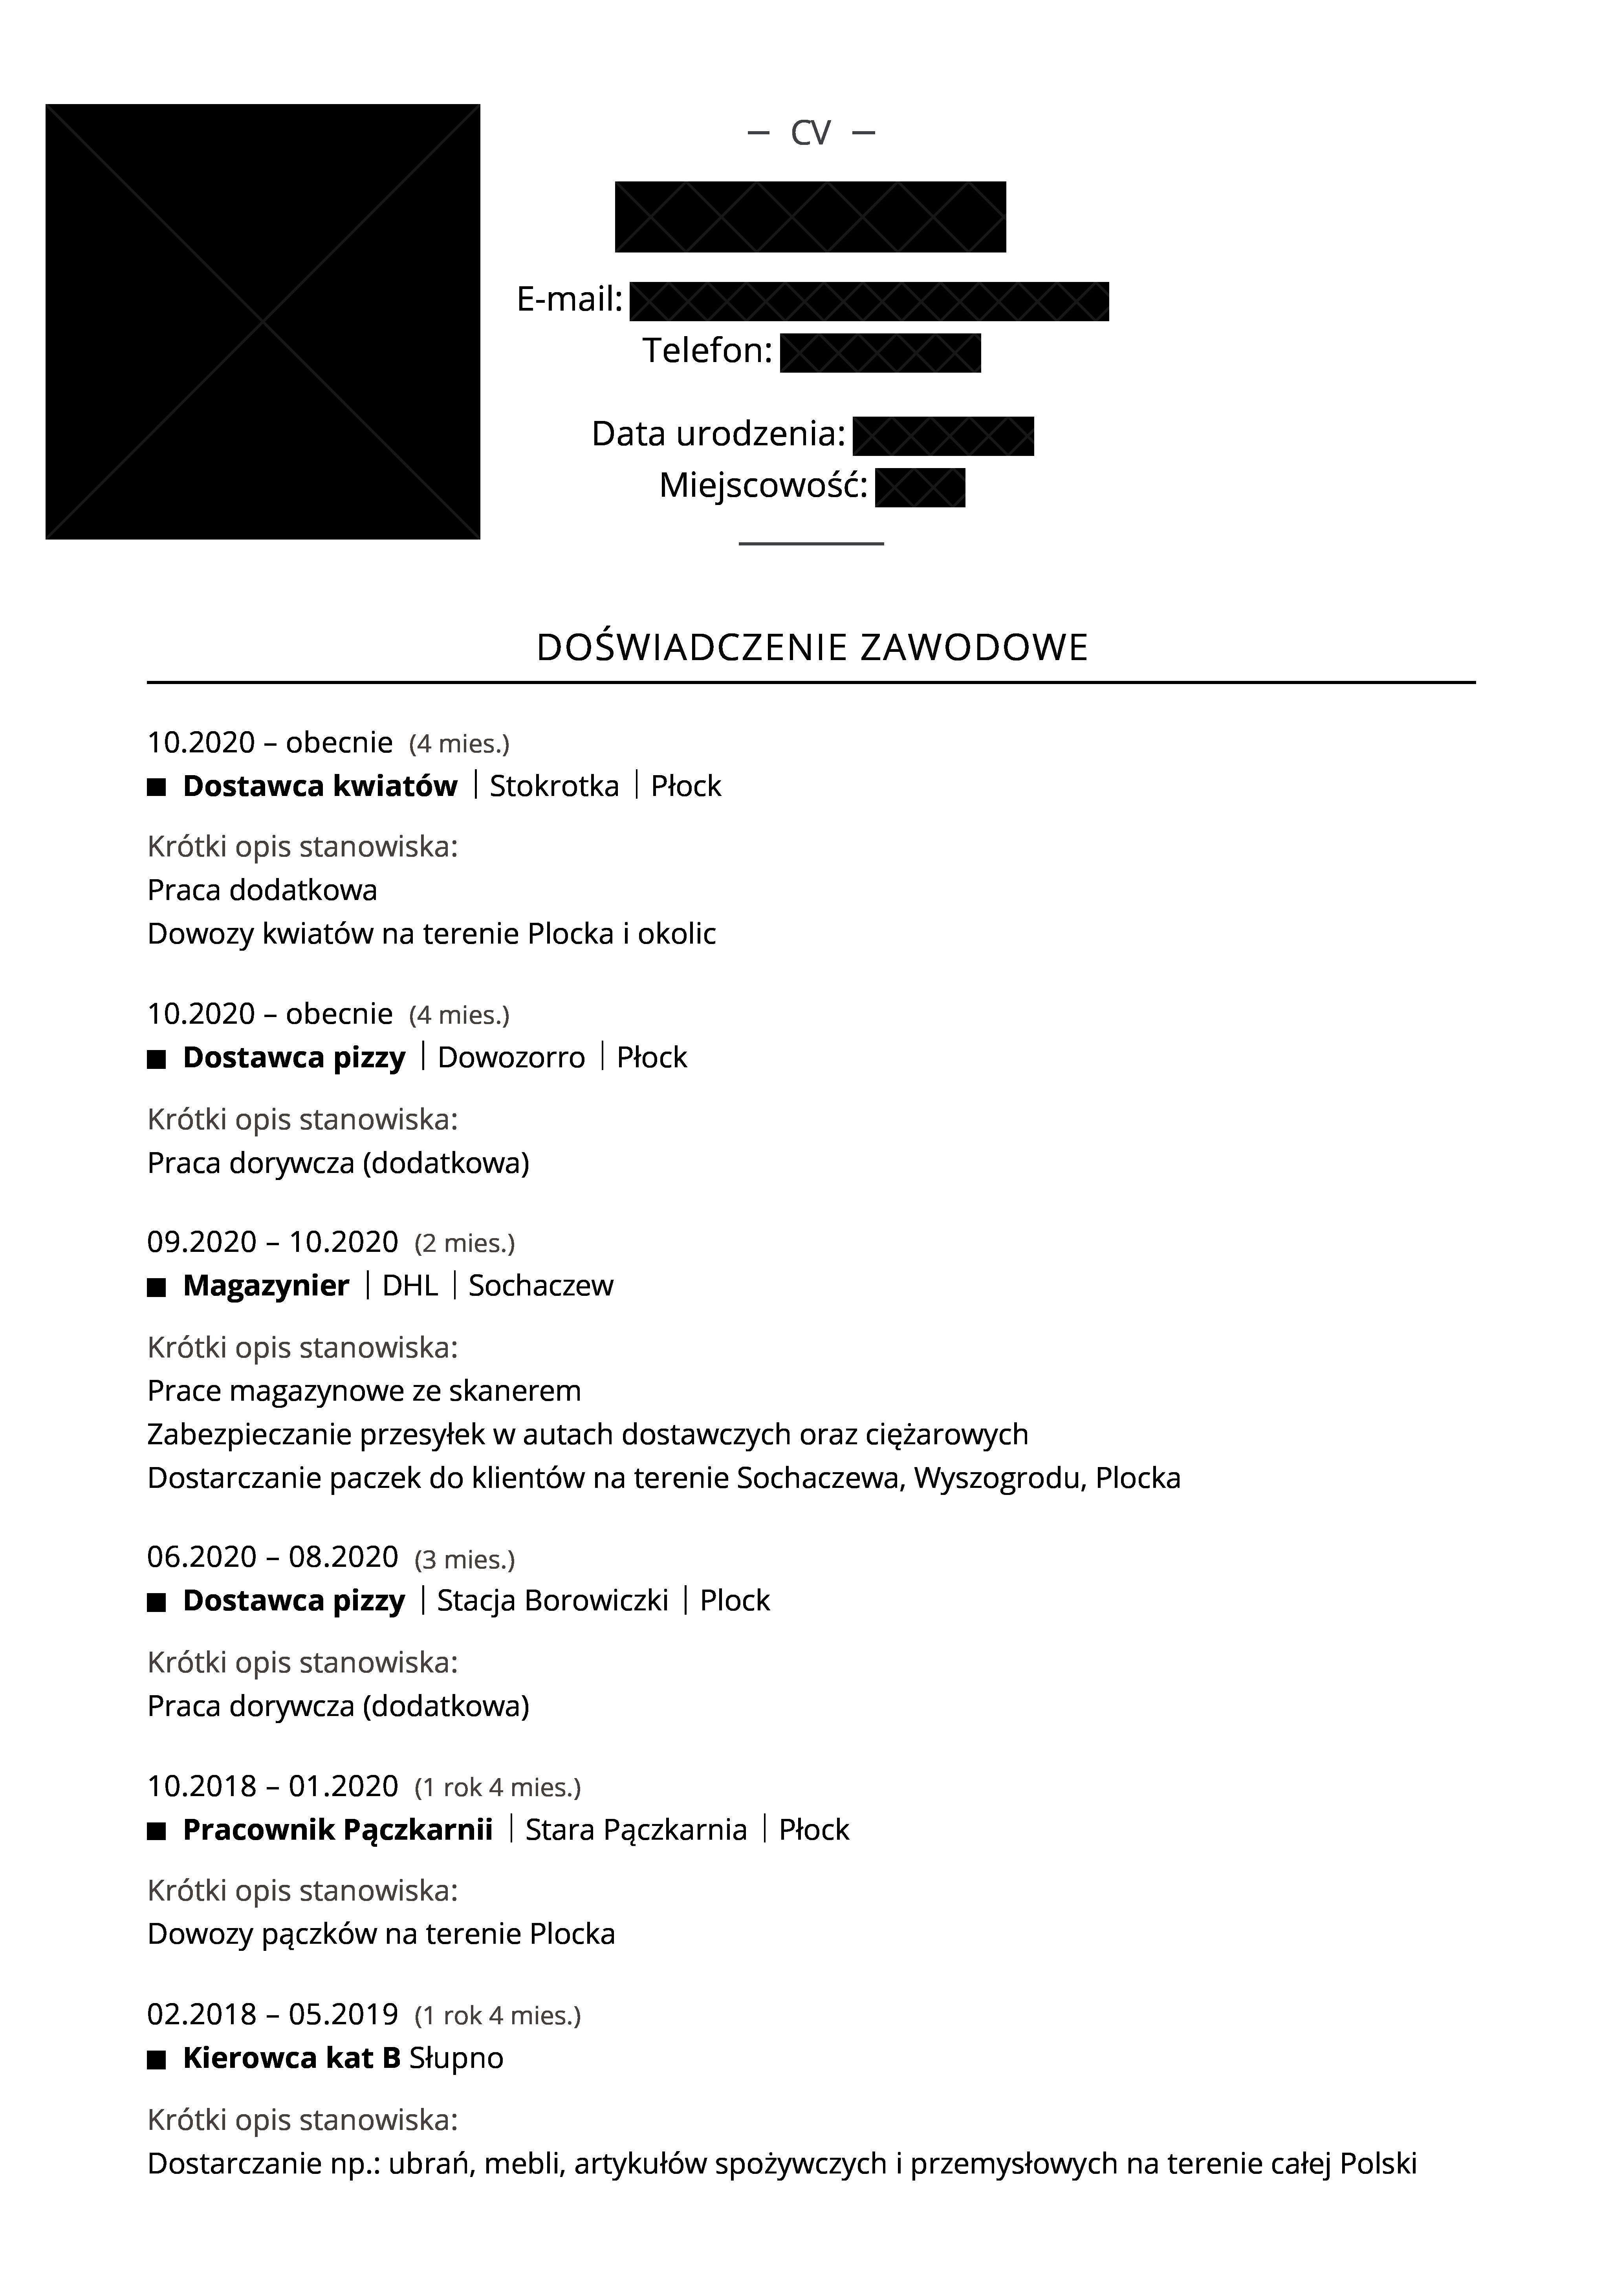 – CV –
E-mail:
Telefon:
Data urodzenia:
Miejscowość:
DOŚWIADCZENIE ZAWODOWE
10.2020 – obecnie (4 mies.)
■ Dostawca kwiatów | Stokrotka | Płock
Krótki opis stanowiska:
Praca dodatkowa
Dowozy kwiatów na terenie Plocka i okolic
10.2020 – obecnie (4 mies.)
■ Dostawca pizzy | Dowozorro | Płock
Krótki opis stanowiska:
Praca dorywcza (dodatkowa)
09.2020 – 10.2020 (2 mies.)
■ Magazynier | DHL | Sochaczew
Krótki opis stanowiska:
Prace magazynowe ze skanerem
Zabezpieczanie przesyłek w autach dostawczych oraz ciężarowych
Dostarczanie paczek do klientów na terenie Sochaczewa, Wyszogrodu, Plocka
06.2020 – 08.2020 (3 mies.)
■ Dostawca pizzy | Stacja Borowiczki | Plock
Krótki opis stanowiska:
Praca dorywcza (dodatkowa)
10.2018 – 01.2020 (1 rok 4 mies.)
■ Pracownik Pączkarnii | Stara Pączkarnia | Płock
Krótki opis stanowiska:
Dowozy pączków na terenie Plocka
02.2018 – 05.2019 (1 rok 4 mies.)
■ Kierowca kat B Słupno
Krótki opis stanowiska:
Dostarczanie np.: ubrań, mebli, artykułów spożywczych i przemysłowych na terenie całej Polski